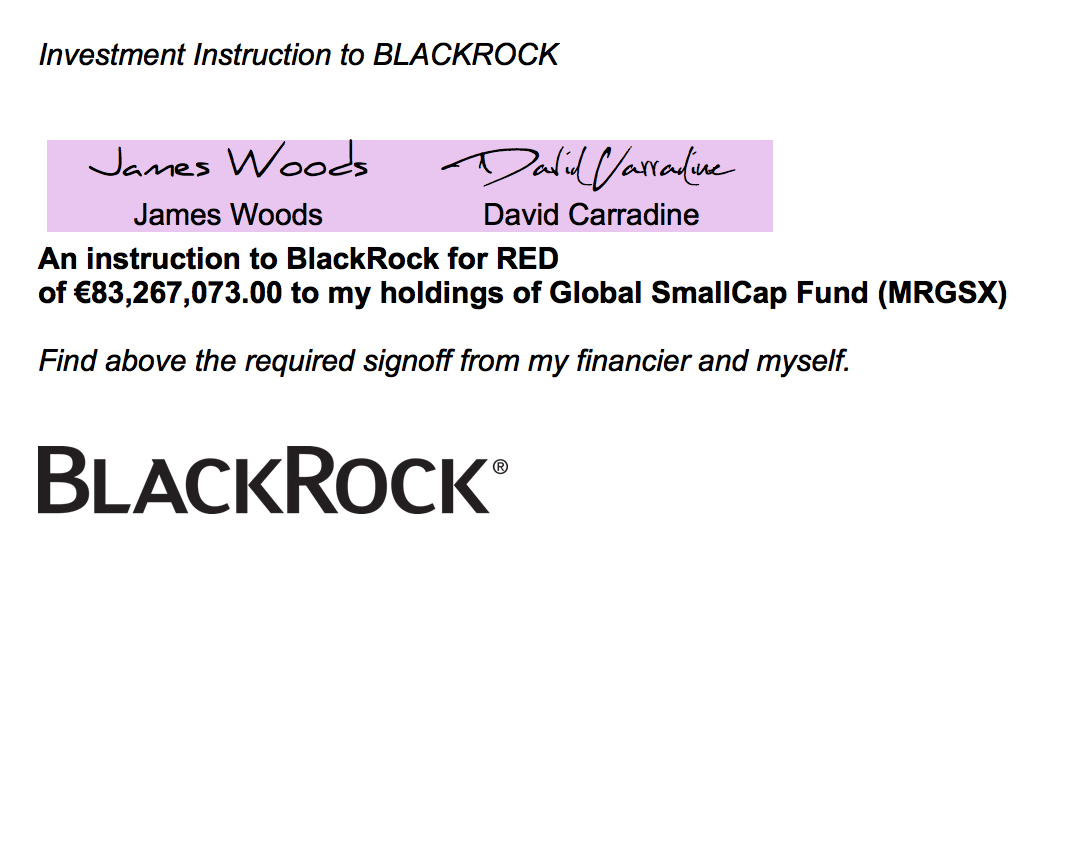 Investment Instruction to BLACKROCK
James Woods David Carradine
James Woods David Carradine
An instruction to BlackRock for RED
of €83,267,073.00 to my holdings of Global SmallCap Fund (MRGSX)
Find above the required signoff from my financier and myself.
BLACKROCK®